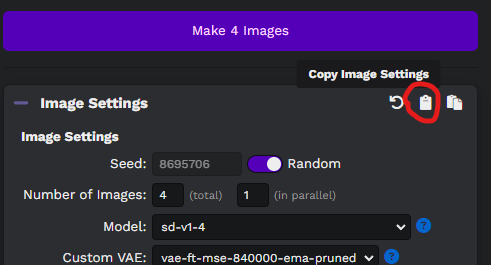 Make 4 Images
Copy Image Settings
Image Settings
Image Settings
Seed: 8695706 Random
Number of Images: 4 (total) 1 (in parallel)
Model: sd-v1-4 ?
Custom VAE: vae-ft-mse-840000-ema-pruned ?